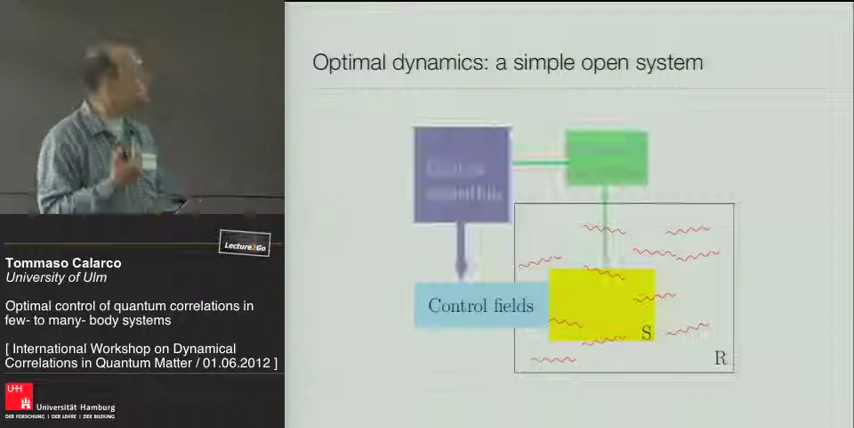 Optimal dynamics: a simple open system
Control fields
S
R
Lecture2Go
Tommaso Calarco
University of Ulm
Optimal control of quantum correlations in
few- to many- body systems
[ International Workshop on Dynamical
Correlations in Quantum Matter / 01.06.2012 ]
UHH
Universität Hamburg
DER FORSCHUNG | DER LEHRE | DER BILDUNG